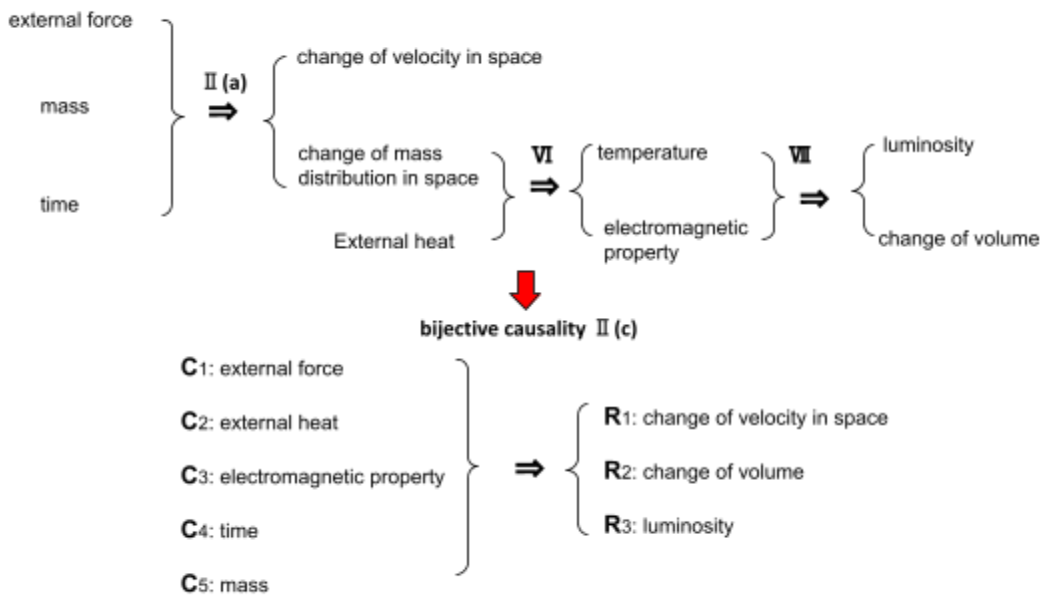 external force
mass
time
Ⅱ (a)
⇒
change of velocity in space
change of mass
distribution in space
External heat
Ⅵ
⇒
temperature
electromagnetic
property
Ⅶ
⇒
luminosity
change of volume
bijective causality Ⅱ (c)
C1: external force
C2: external heat
C3: electromagnetic property
C4: time
C5: mass
⇒
R1: change of velocity in space
R2: change of volume
R3: luminosity